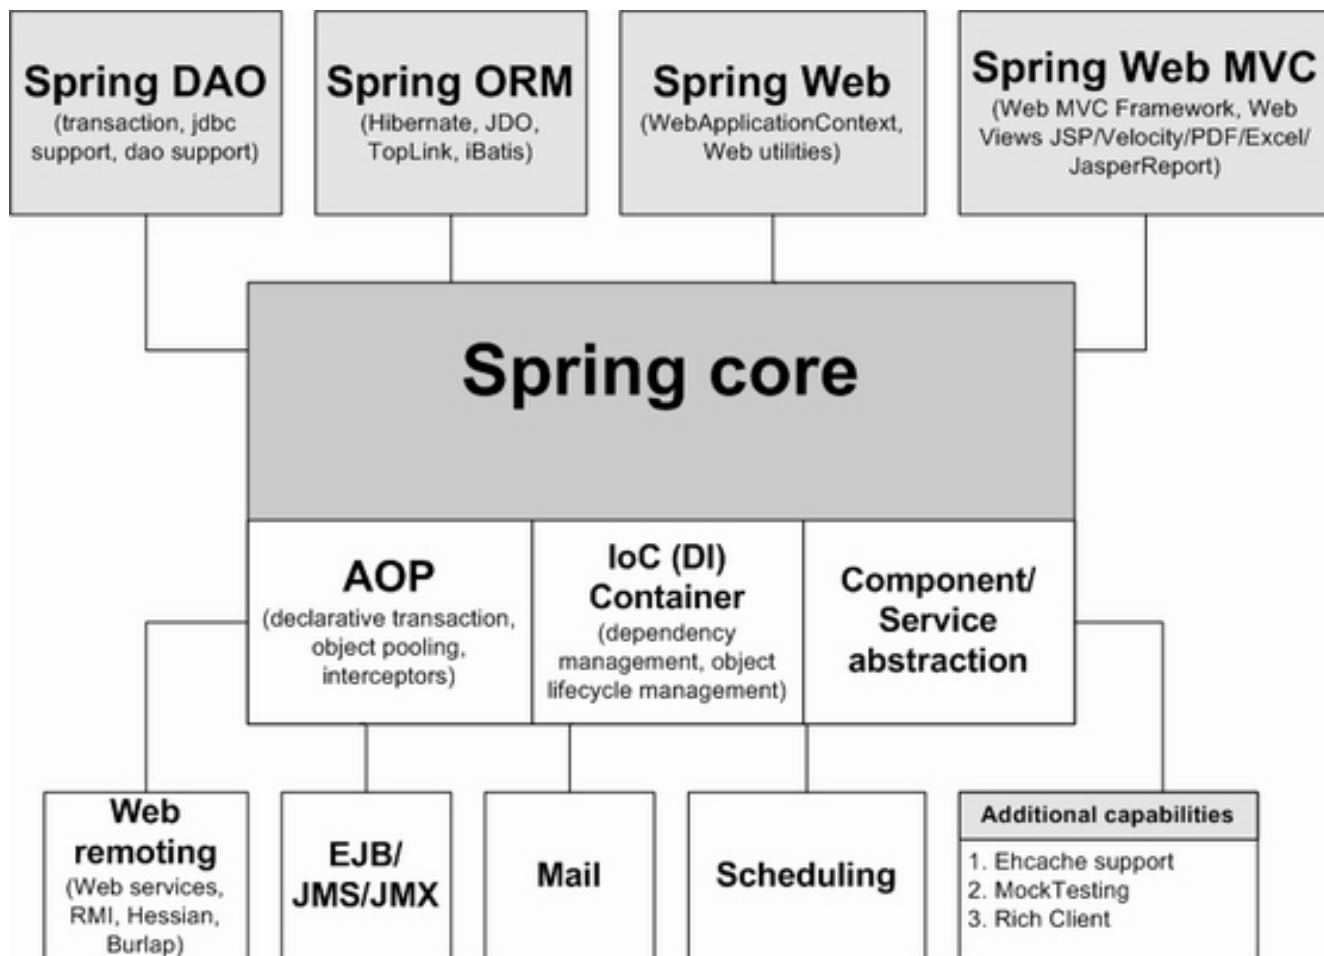 Spring DAO
(transaction, jdbc
support, dao support)
Spring ORM
(Hibernate, JDO,
TopLink, iBatis)
Spring Web
(WebApplicationContext,
Web utilities)
Spring Web MVC
(Web MVC Framework, Web
Views JSP/Velocity/PDF/Excel/
JasperReport)
Spring core
AOP
(declarative transaction,
object pooling,
interceptors)
IoC (DI)
Container
(dependency
management, object
lifecycle management)
Component/
Service
abstraction
Web
remoting
(Web services,
RMI, Hessian,
Burlap)
EJB/
JMS/JMX
Mail
Scheduling
Additional capabilities
1. Ehcache support
2. MockTesting
3. Rich Client